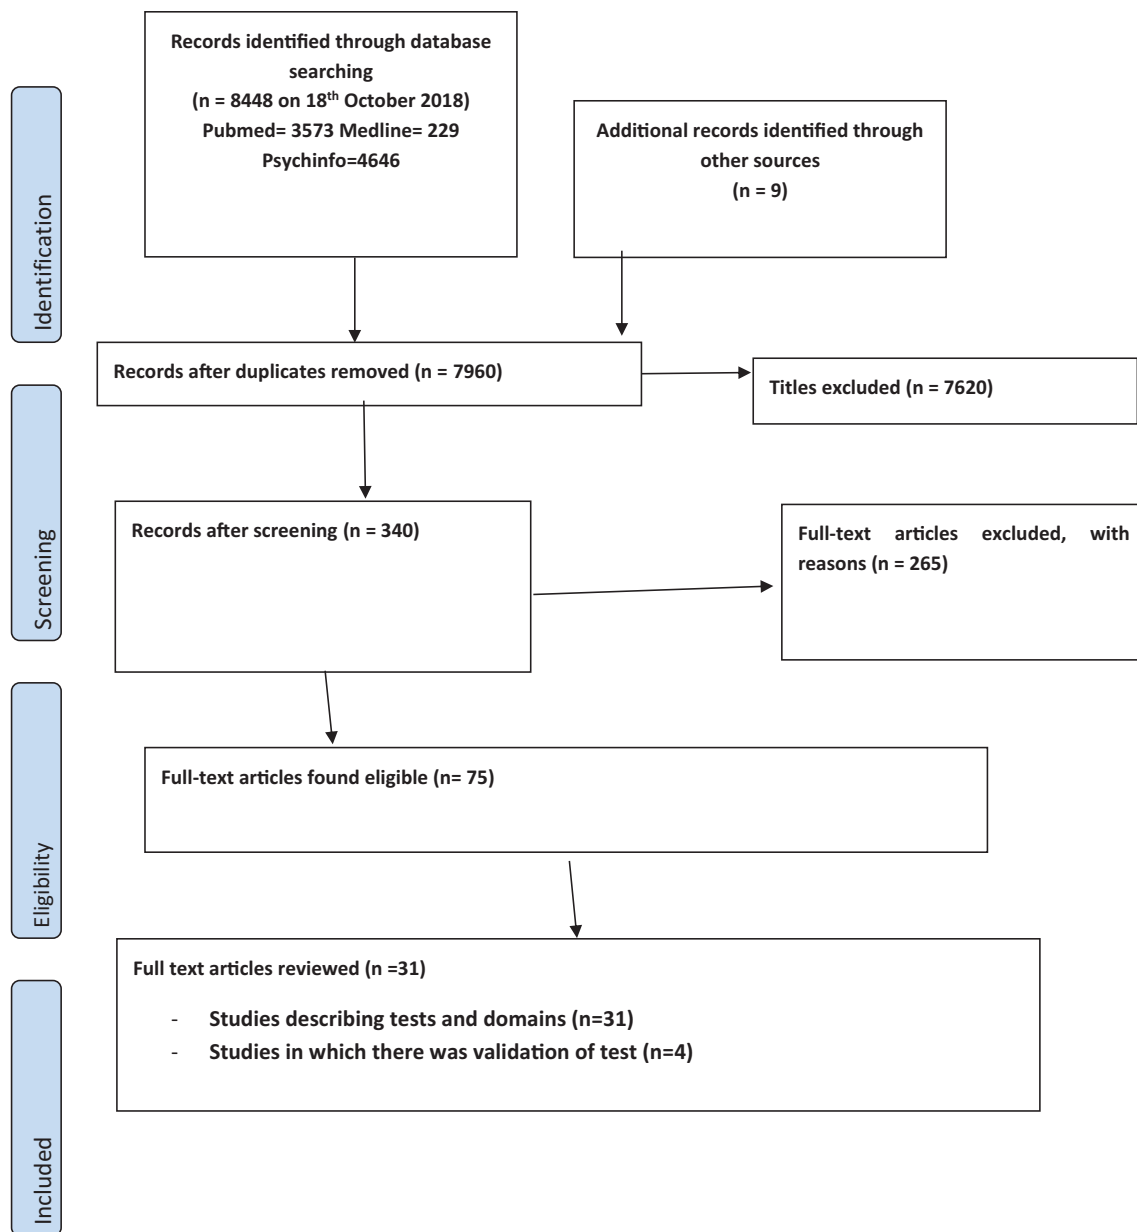 Records identified through database
searching
(n = 8448 on 18th October 2018)
Pubmed= 3573 Medline= 229
Psychinfo=4646
Additional records identified through
other sources
(n = 9)
Identification
Records after duplicates removed (n = 7960)
Titles excluded (n = 7620)
Screening
Records after screening (n = 340)
Full-text articles excluded, with
reasons (n = 265)
Eligibility
Full-text articles found eligible (n= 75)
Included
Full text articles reviewed (n =31)
- Studies describing tests and domains (n=31)
- Studies in which there was validation of test (n=4)